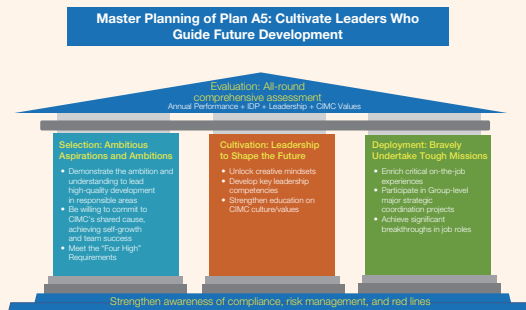 Master Planning of Plan A5: Cultivate Leaders Who
Guide Future Development
Evaluation: All-round
comprehensive assessment
Annual Performance + IDP + Leadership + CIMC Values
Selection: Ambitious
Aspirations and Ambitions
• Demonstrate the ambition and
understanding to lead
high-quality development
in responsible areas
• Be willing to commit to
CIMC's shared cause,
achieving self-growth
and team success
• Meet the "Four High"
Requirements
Cultivation: Leadership
to Shape the Future
• Unlock creative mindsets
• Develop key leadership
competencies
• Strengthen education on
CIMC culture/values
Deployment: Bravely
Undertake Tough Missions
• Enrich critical on-the-job
experiences
• Participate in Group-level
major strategic
coordination projects
• Achieve significant
breakthroughs in job roles
Strengthen awareness of compliance, risk management, and red lines